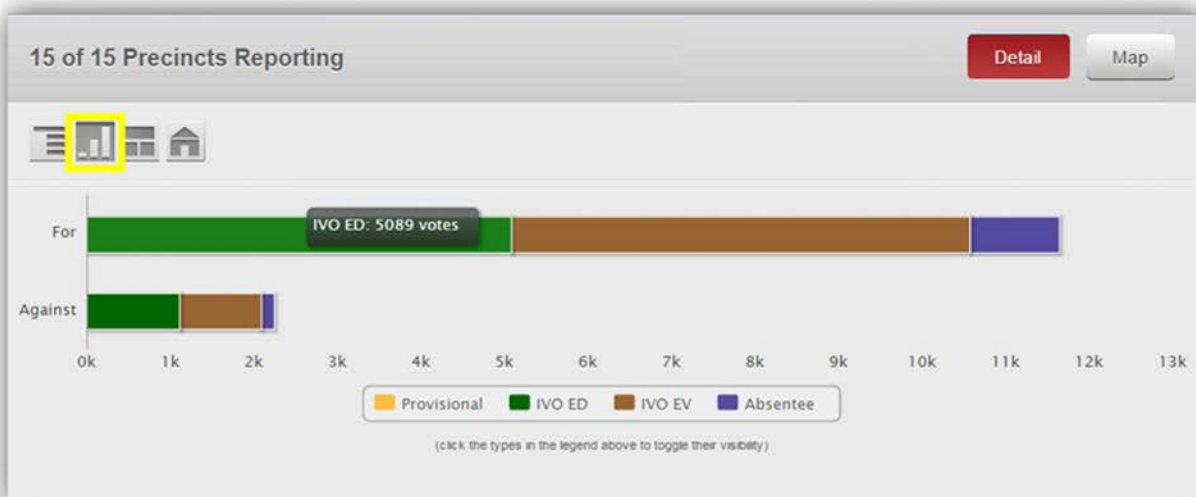 15 of 15 Precincts Reporting
Detail
Map
For
IVO ED: 5089 votes
Against
0k 1k 2k 3k 4k 5k 6k 7k 8k 9k 10k 11k 12k 13k
Provisional IVO ED IVO EV Absentee
(click the types in the legend above to toggle their visibility)